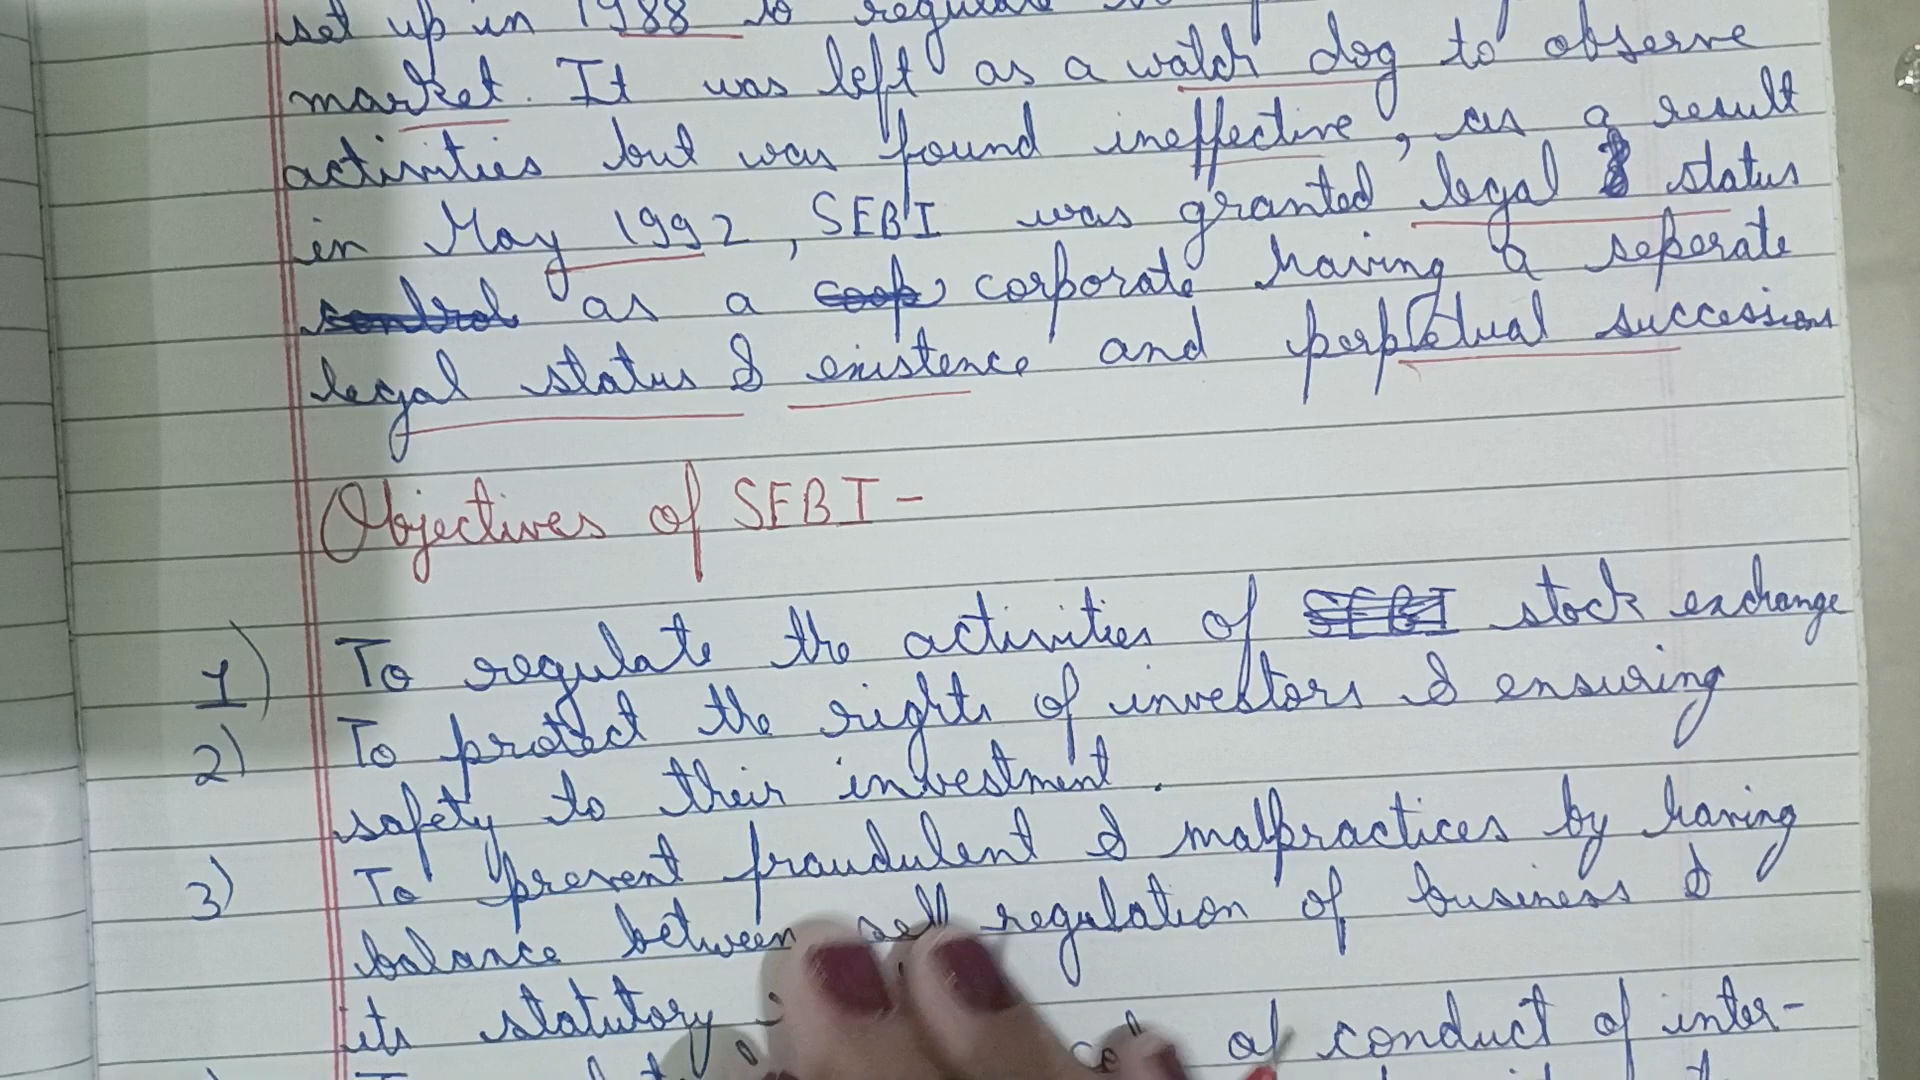 set up in 1988 to regulate
market. It was left as a watch dog to observe
activities but was found ineffective, as a result
in May 1992, SEBI was granted legal status
as a corporate having a seperate
legal status & existence and perpetual succession
Objectives of SEBI -
1) To regulate the activities of SEBI stock exchange
2) To protect the rights of investors & ensuring
safety to their investment.
3) To prevent fraudulent & malpractices by having
balance between self regulation of business &
its statutory of conduct of inter-